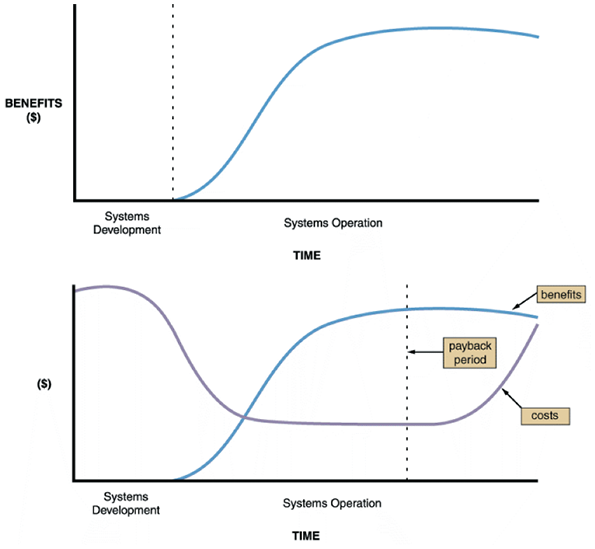 BENEFITS
($)
Systems
Development
Systems Operation
TIME
benefits
payback
period
($)
costs
Systems
Development
Systems Operation
TIME